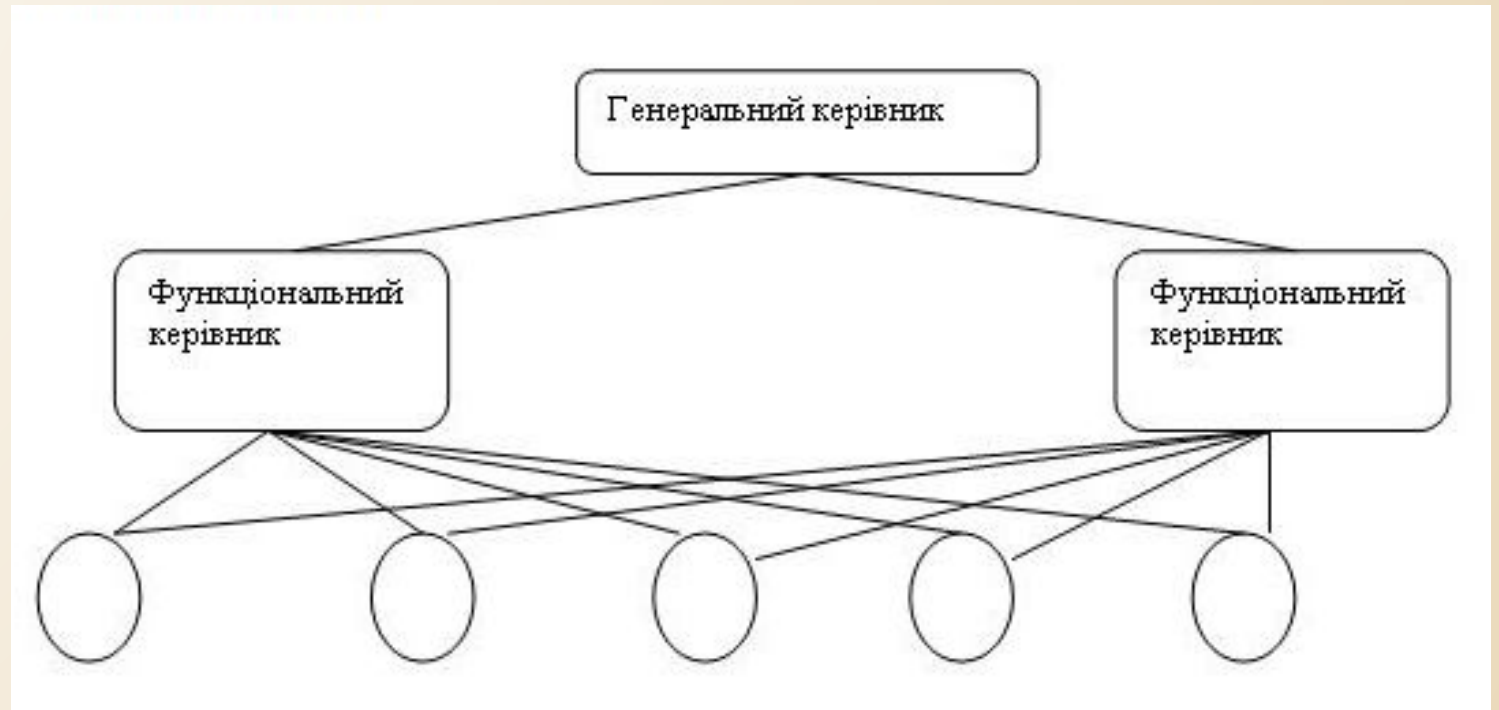 Генеральний керівник
Функціональний
керівник
Функціональний
керівник